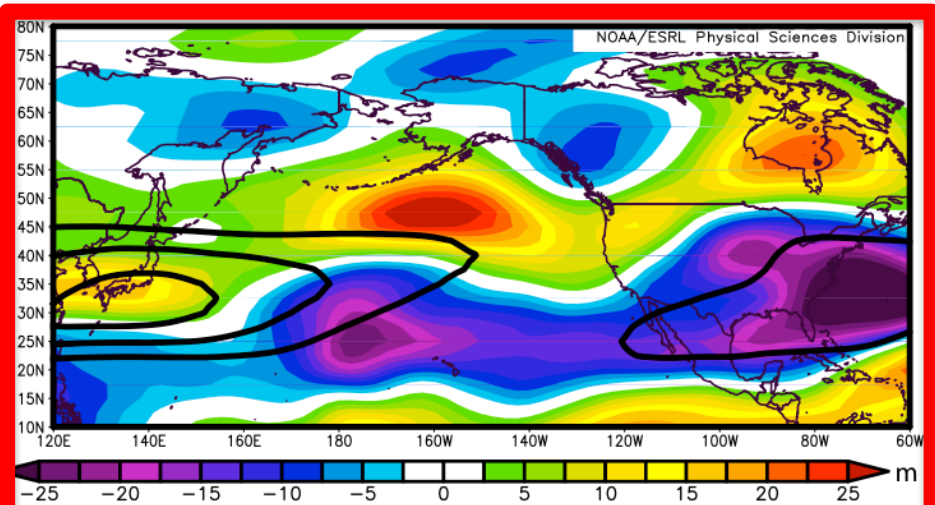 80N
NOAA/ESRL Physical Sciences Division
75N
70N
65N
60N
55N
50N
45N
40N
35N
30N
25N
20N
15N
10N
120E 140E 160E 180 160W 140W 120W 100W 80W 60W
−25 −20 −15 −10 −5 0 5 10 15 20 25 m